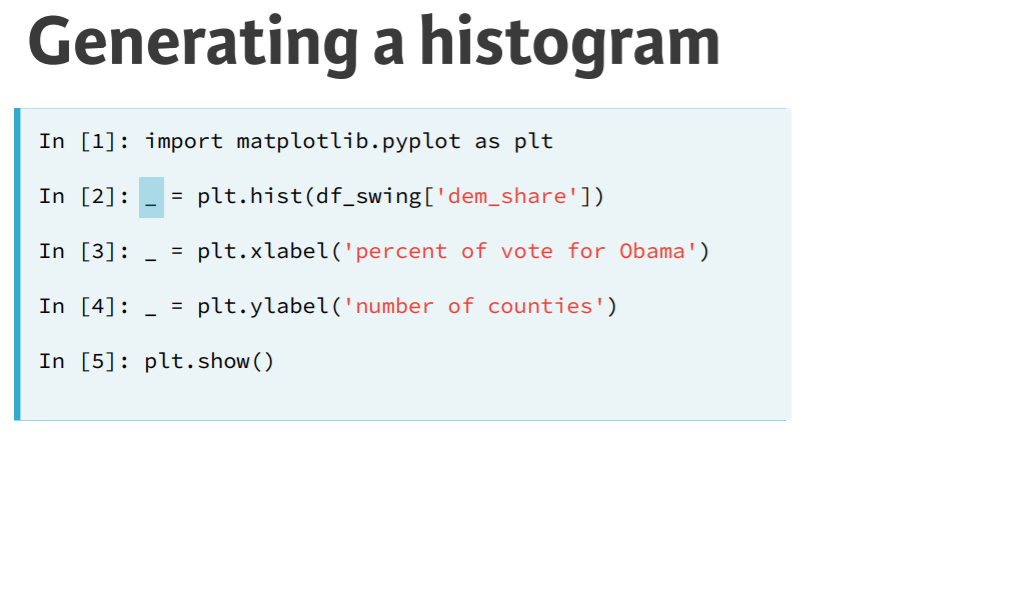 Generating a histogram
In [1]: import matplotlib.pyplot as plt
In [2]: _ = plt.hist(df_swing['dem_share'])
In [3]: _ = plt.xlabel('percent of vote for Obama')
In [4]: _ = plt.ylabel('number of counties')
In [5]: plt.show()